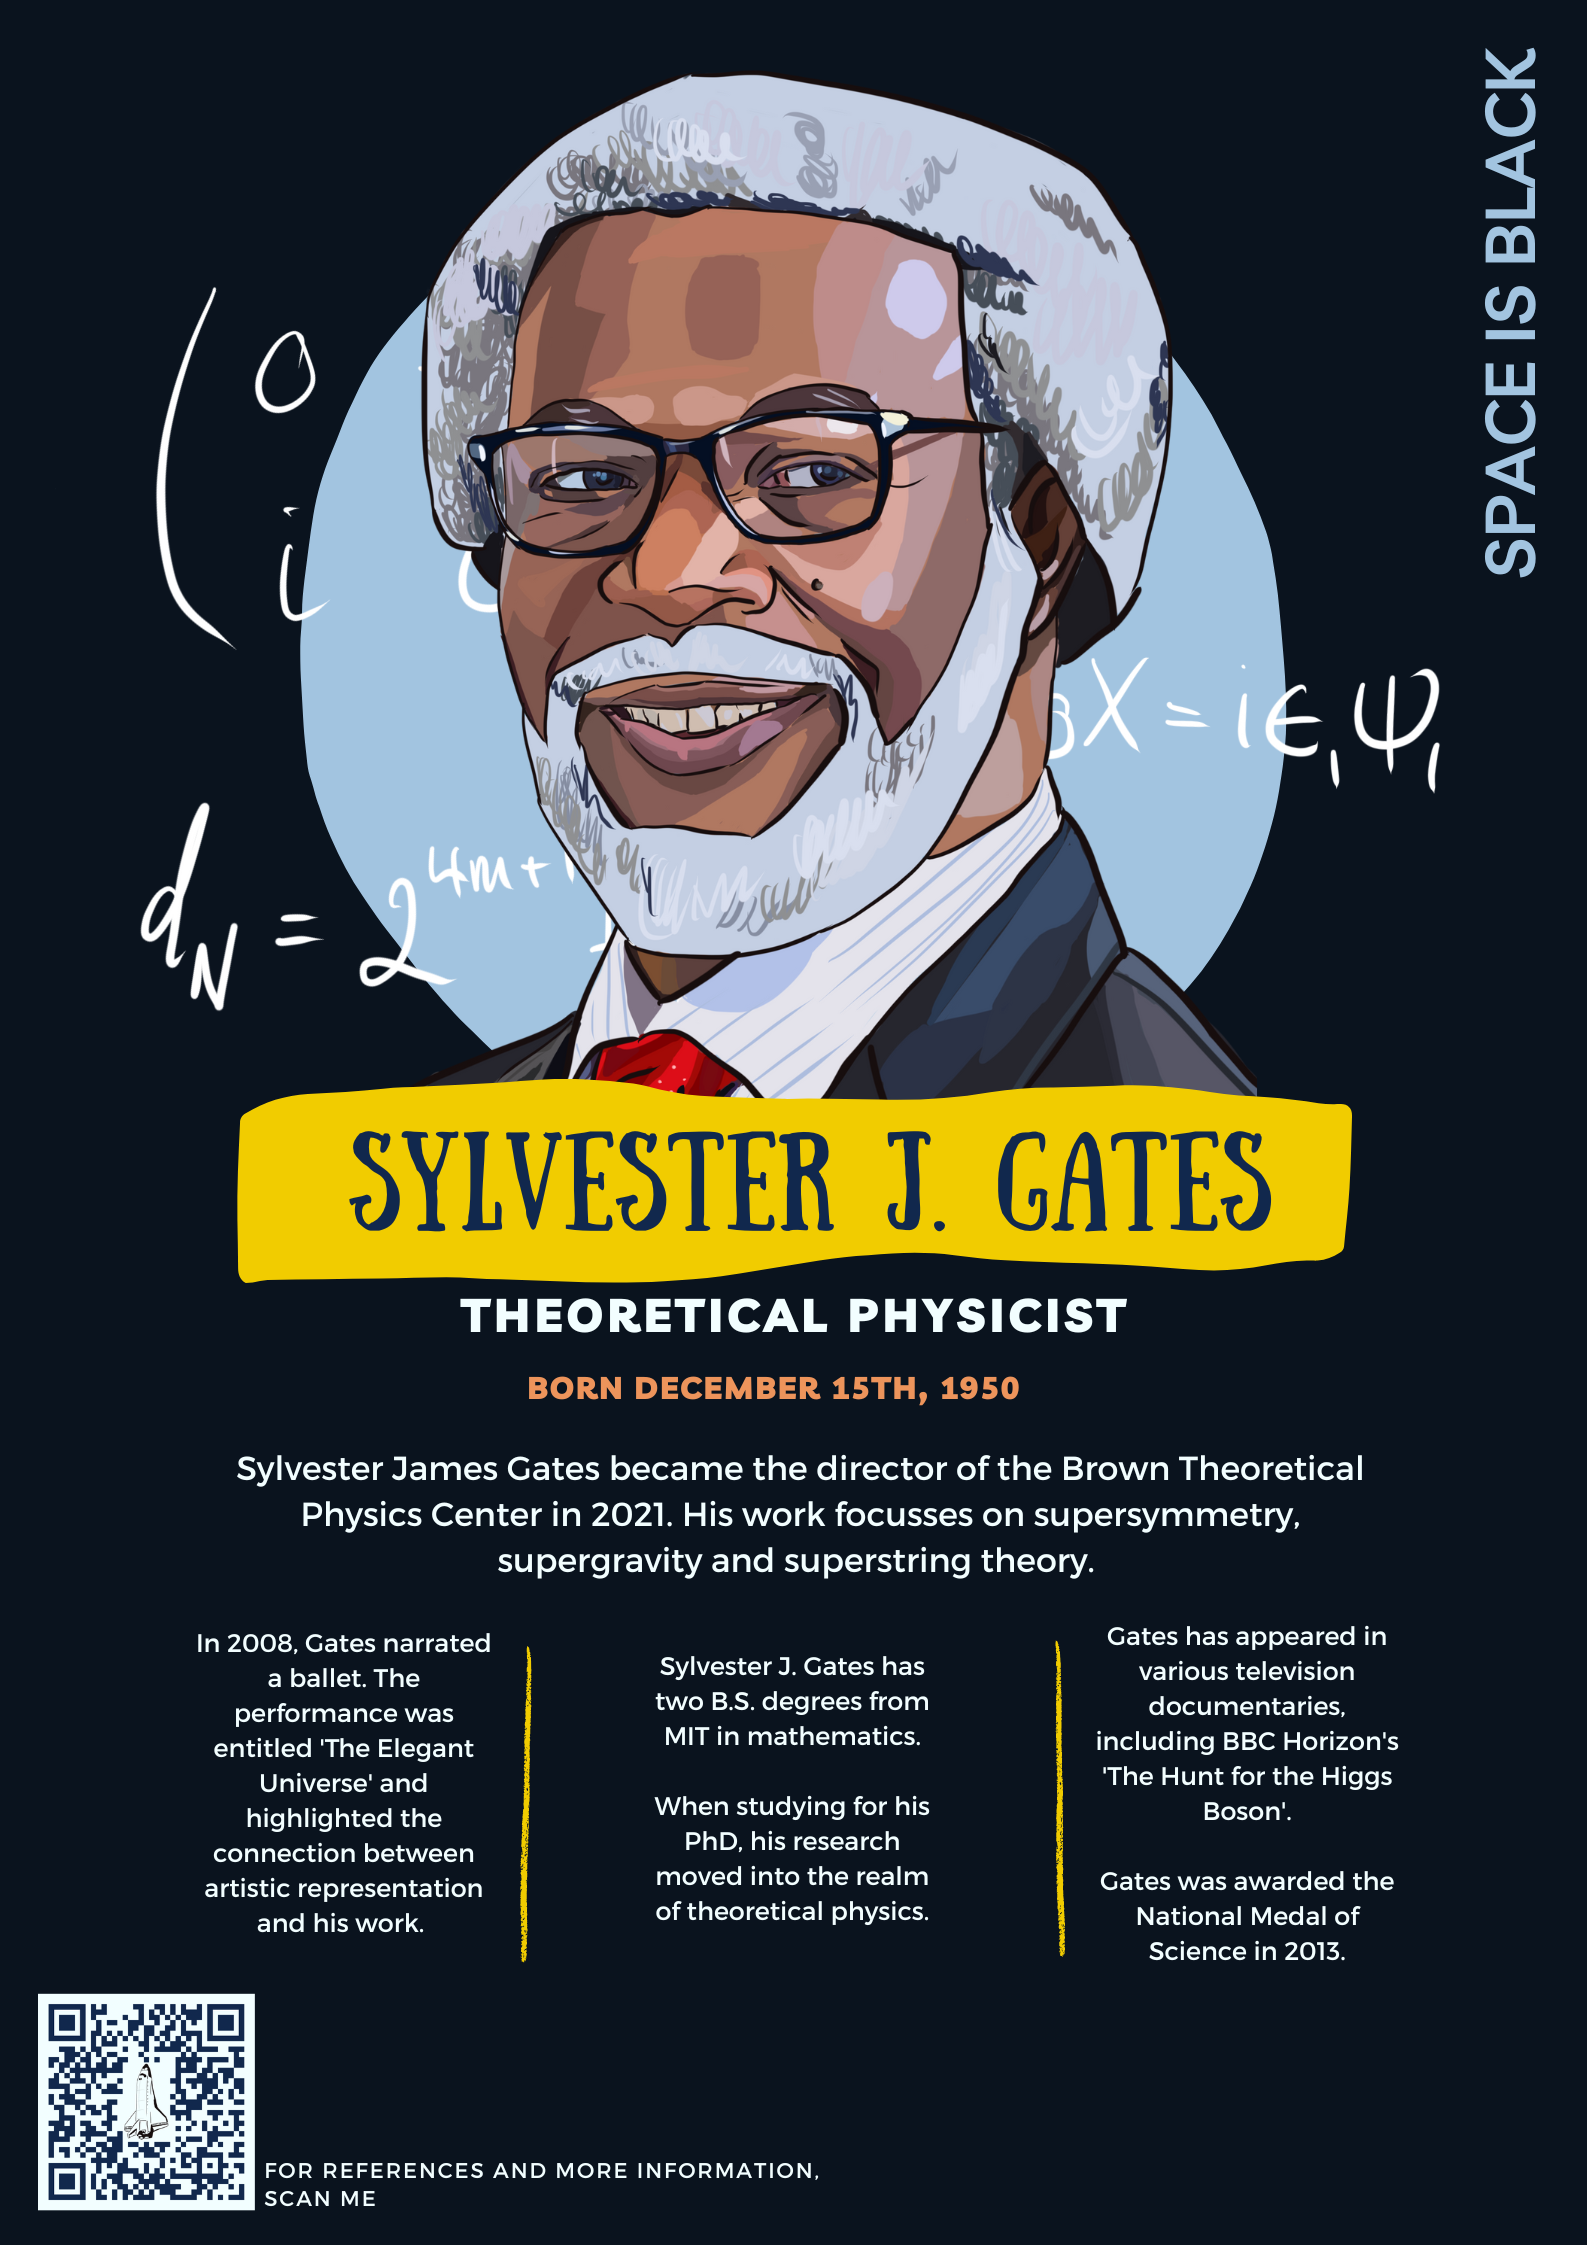 SPACE IS BLACK
0
i
X = iϵ₁ψ₁
d_N = 2^{4m+
SYLVESTER J. GATES
THEORETICAL PHYSICIST
BORN DECEMBER 15TH, 1950
Sylvester James Gates became the director of the Brown Theoretical
Physics Center in 2021. His work focusses on supersymmetry,
supergravity and superstring theory.
In 2008, Gates narrated
a ballet. The
performance was
entitled 'The Elegant
Universe' and
highlighted the
connection between
artistic representation
and his work.
Sylvester J. Gates has
two B.S. degrees from
MIT in mathematics.
When studying for his
PhD, his research
moved into the realm
of theoretical physics.
Gates has appeared in
various television
documentaries,
including BBC Horizon's
'The Hunt for the Higgs
Boson'.
Gates was awarded the
National Medal of
Science in 2013.
FOR REFERENCES AND MORE INFORMATION,
SCAN ME